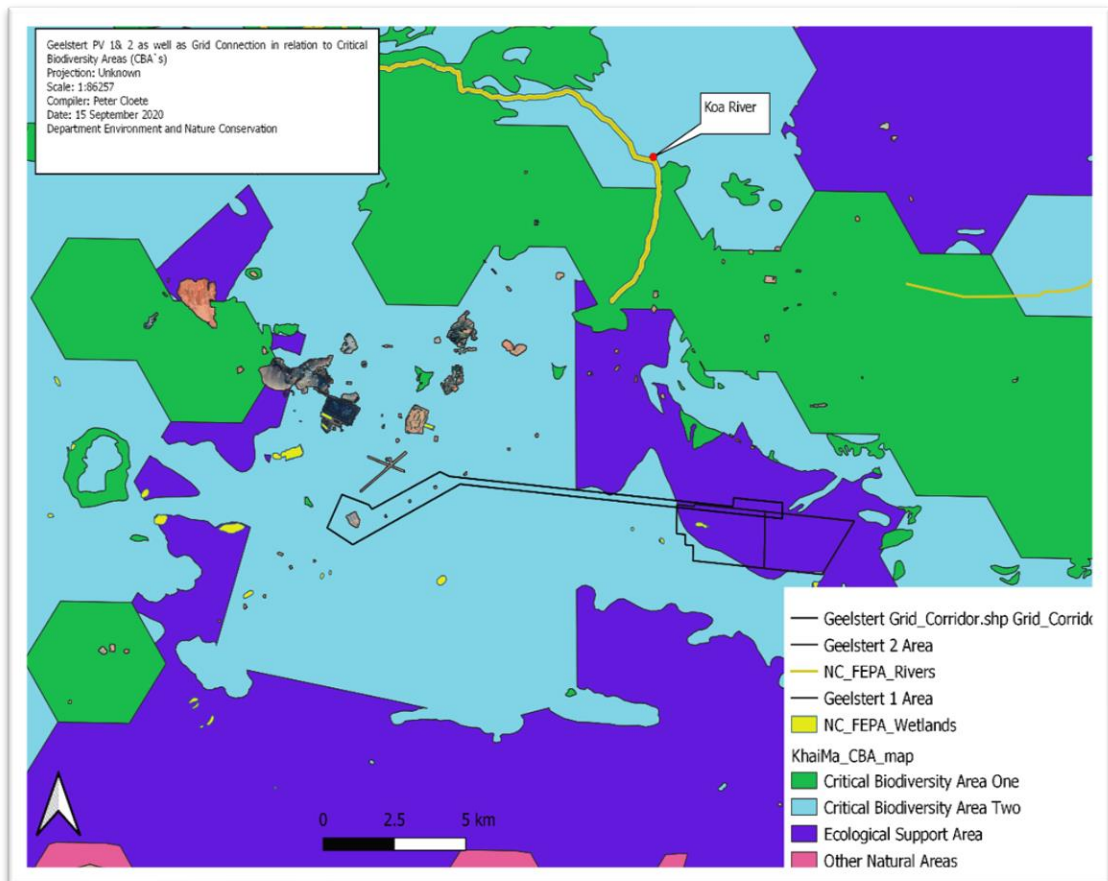 Geelstert PV 1& 2 as well as Grid Connection in relation to Critical
Biodiversity Areas (CBA`s)
Projection: Unknown
Scale: 1:86257
Compiler: Peter Cloete
Date: 15 September 2020
Department Environment and Nature Conservation
Koa River
Geelstert Grid_Corridor.shp Grid_Corrido
Geelstert 2 Area
NC_FEPA_Rivers
Geelstert 1 Area
NC_FEPA_Wetlands
KhaiMa_CBA_map
Critical Biodiversity Area One
Critical Biodiversity Area Two
Ecological Support Area
Other Natural Areas
0 2.5 5 km